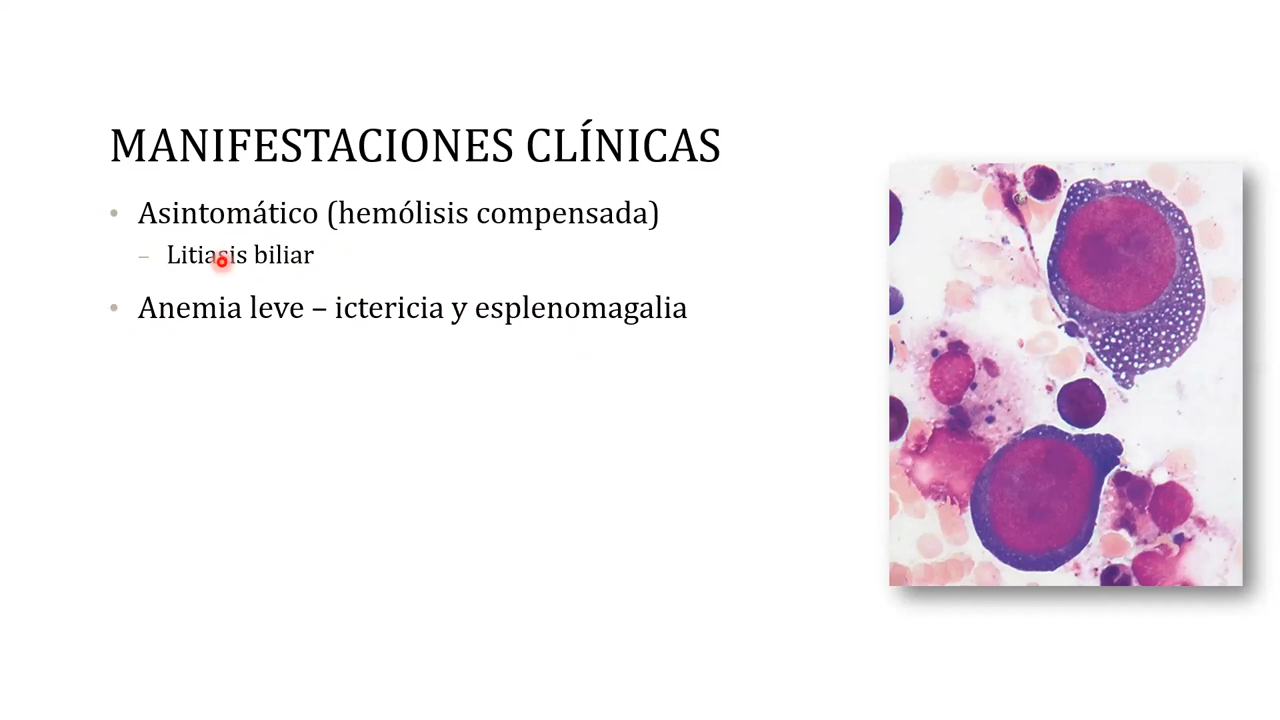 MANIFESTACIONES CLÍNICAS
• Asintomático (hemólisis compensada)
– Litiasis biliar
• Anemia leve – ictericia y esplenomagalia